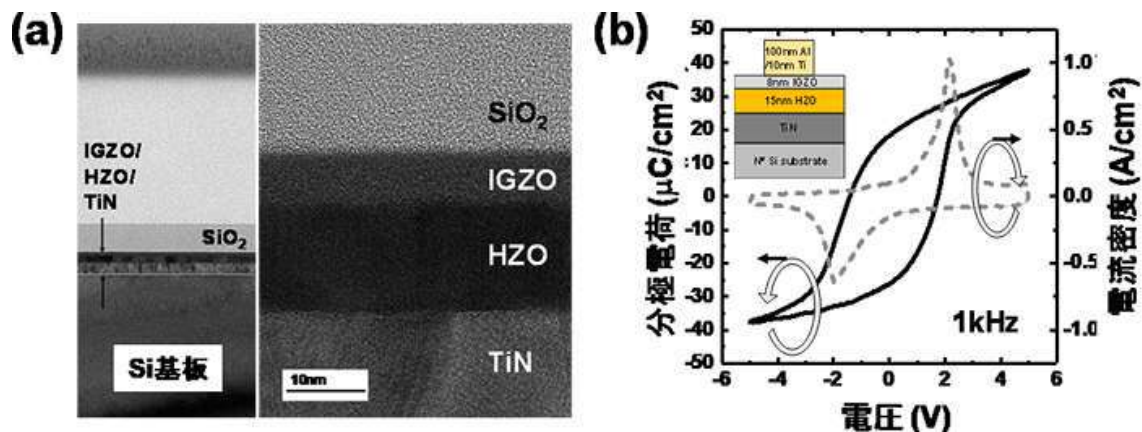 (a)
IGZO/
HZO/
TiN
SiO₂
Si基板
SiO₂
IGZO
HZO
TiN
10nm
(b)
分極電荷 (μC/cm²)
50
40
30
20
10
0
-10
-20
-30
-40
-50
100nm Al
/10nm Ti
8nm IGZO
15nm HZO
TiN
N⁺ Si substrate
1kHz
1.0
0.5
0.0
-0.5
-1.0
電流密度 (A/cm²)
-6 -4 -2 0 2 4 6
電圧 (V)